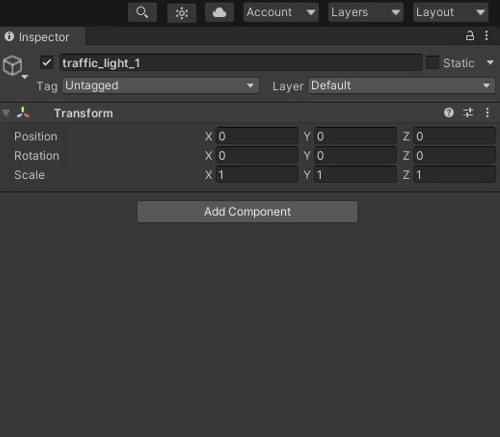 Account Layers Layout
Inspector
traffic_light_1 Static
Tag Untagged Layer Default
Transform
Position X 0 Y 0 Z 0
Rotation X 0 Y 0 Z 0
Scale X 1 Y 1 Z 1
Add Component